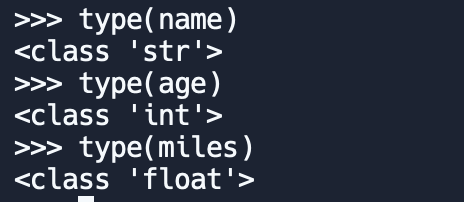 >>> type(name)
<class 'str'>
>>> type(age)
<class 'int'>
>>> type(miles)
<class 'float'>